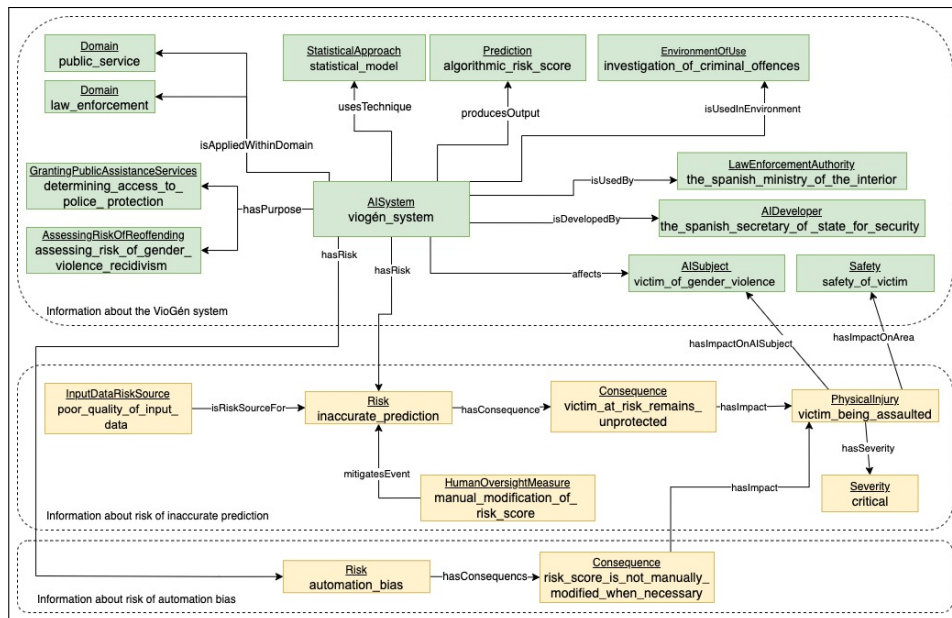 Domain
public_service
StatisticalApproach
statistical_model
Prediction
algorithmic_risk_score
EnvironmentOfUse
investigation_of_criminal_offences
Domain
law_enforcement
usesTechnique
producesOutput
isUsedInEnvironment
isAppliedWithinDomain
GrantingPublicAssistanceServices
determining_access_to_
police_ protection
hasPurpose
AISystem
viogén_system
isUsedBy
LawEnforcementAuthority
the_spanish_ministry_of_the_interior
isDevelopedBy
AIDeveloper
the_spanish_secretary_of _state_for_security
AssessingRiskOfReoffending
assessing_risk_of_gender_
violence_recidivism
hasRisk
hasRisk
affects
AISubject
victim_of_gender_violence
Safety
safety_of_victim
Information about the VioGén system
hasImpactOnAISubject
hasImpactOnArea
InputDataRiskSource
poor_quality_of_input_
data
isRiskSourceFor
Risk
inaccurate_prediction
hasConsequence
Consequence
victim_at_risk_remains_
unprotected
hasImpact
PhysicalInjury
victim_being_assaulted
hasSeverity
mitigatesEvent
HumanOversightMeasure
manual_modification_of_
risk_score
hasImpact
Severity
critical
Information about risk of inaccurate prediction
Risk
automation_bias
hasConsequencs
Consequence
risk_score_is_not_manually_
modified_when_necessary
Information about risk of automation bias